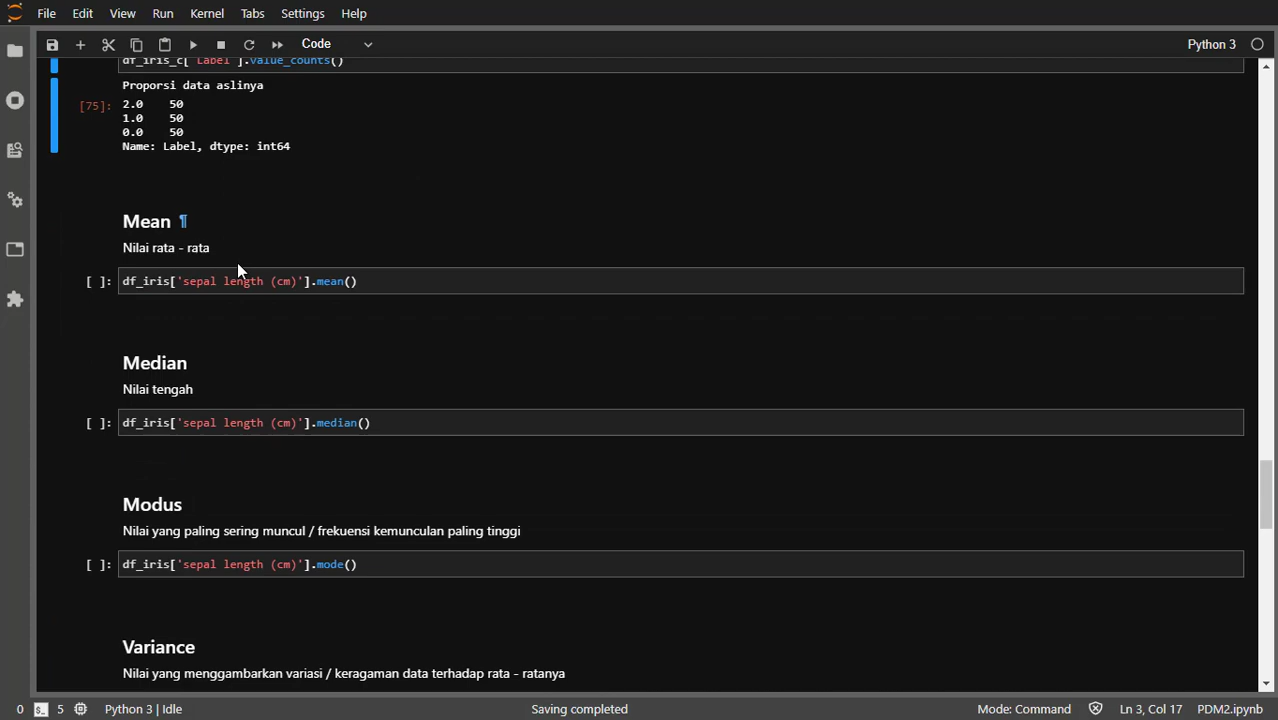 File Edit View Run Kernel Tabs Settings Help
Code
Python 3
df_iris_c['Label'].value_counts()
Proporsi data aslinya
[75]: 2.0 50
1.0 50
0.0 50
Name: Label, dtype: int64
Mean ¶
Nilai rata - rata
[ ]: df_iris['sepal length (cm)'].mean()
Median
Nilai tengah
[ ]: df_iris['sepal length (cm)'].median()
Modus
Nilai yang paling sering muncul / frekuensi kemunculan paling tinggi
[ ]: df_iris['sepal length (cm)'].mode()
Variance
Nilai yang menggambarkan variasi / keragaman data terhadap rata - ratanya
0 $_ 5 Python 3 | Idle Saving completed Mode: Command Ln 3, Col 17 PDM2.ipynb